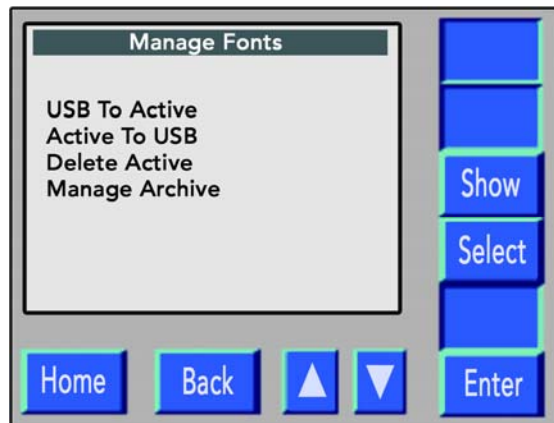 Manage Fonts
USB To Active
Active To USB
Delete Active
Manage Archive
Show
Select
Home
Back
Enter